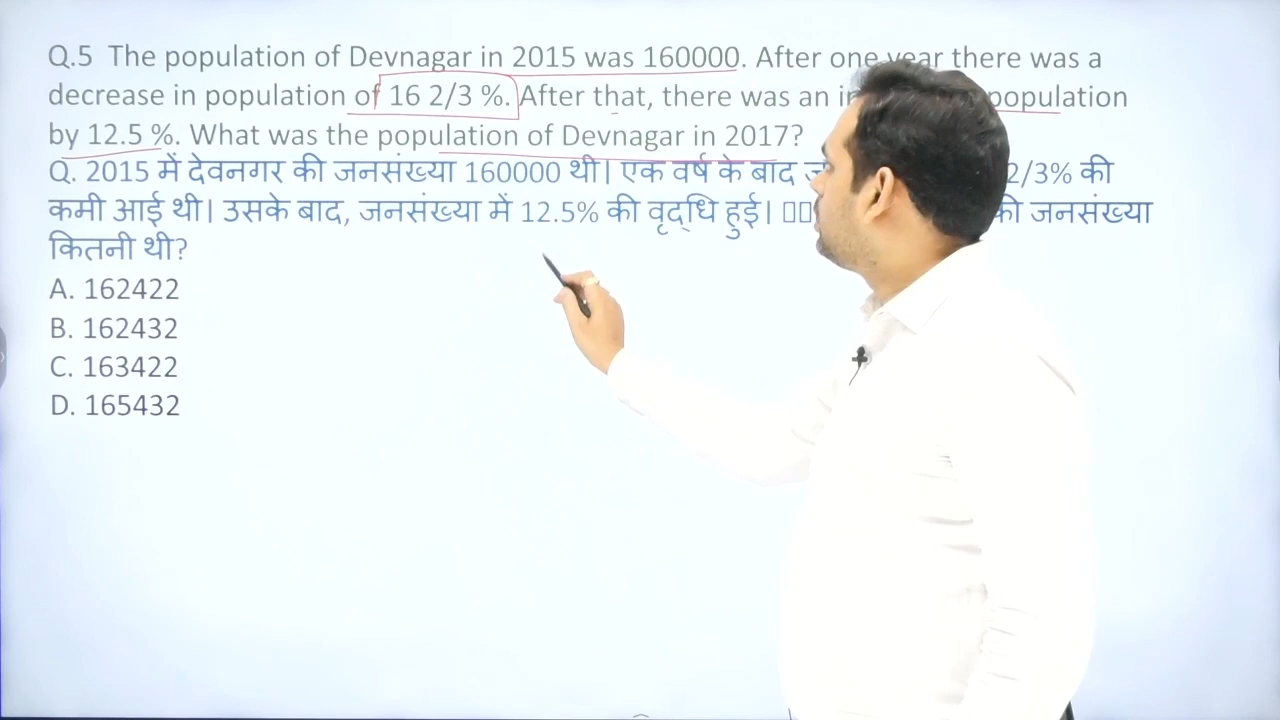 Q.5 The population of Devnagar in 2015 was 160000. After one year there was a
decrease in population of 16 2/3 %. After that, there was an population
by 12.5 %. What was the population of Devnagar in 2017?
Q. 2015 में देवनगर की जनसंख्या 160000 थी। एक वर्ष के बाद 2/3% की
कमी आई थी। उसके बाद, जनसंख्या में 12.5% की वृद्धि हुई। की जनसंख्या
कितनी थी?
A. 162422
B. 162432
C. 163422
D. 165432